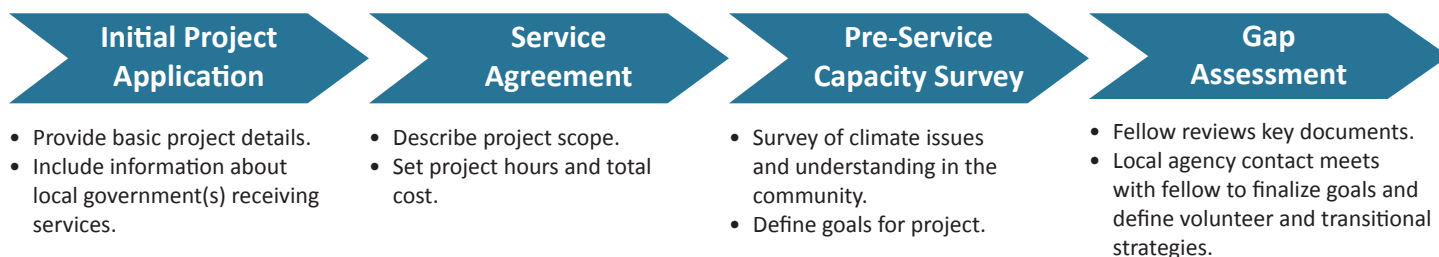 Initial Project
Application
• Provide basic project details.
• Include information about
local government(s) receiving
services.
Service
Agreement
• Describe project scope.
• Set project hours and total
cost.
Pre-Service
Capacity Survey
• Survey of climate issues
and understanding in the
community.
• Define goals for project.
Gap
Assessment
• Fellow reviews key documents.
• Local agency contact meets
with fellow to finalize goals and
define volunteer and transitional
strategies.